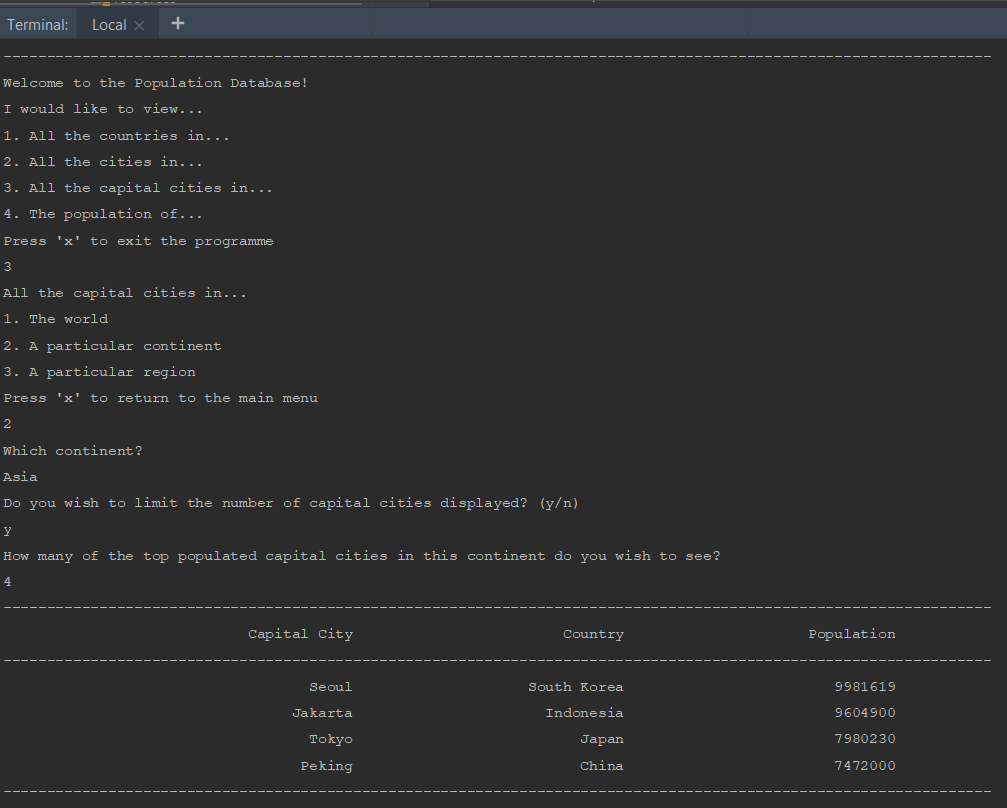 Terminal: Local × +
----------------------------------------------------------------------------------------------------------------
Welcome to the Population Database!
I would like to view...
1. All the countries in...
2. All the cities in...
3. All the capital cities in...
4. The population of...
Press 'x' to exit the programme
3
All the capital cities in...
1. The world
2. A particular continent
3. A particular region
Press 'x' to return to the main menu
2
Which continent?
Asia
Do you wish to limit the number of capital cities displayed? (y/n)
y
How many of the top populated capital cities in this continent do you wish to see?
4
----------------------------------------------------------------------------------------------------------------
Capital City Country Population
----------------------------------------------------------------------------------------------------------------
Seoul South Korea 9981619
Jakarta Indonesia 9604900
Tokyo Japan 7980230
Peking China 7472000
----------------------------------------------------------------------------------------------------------------